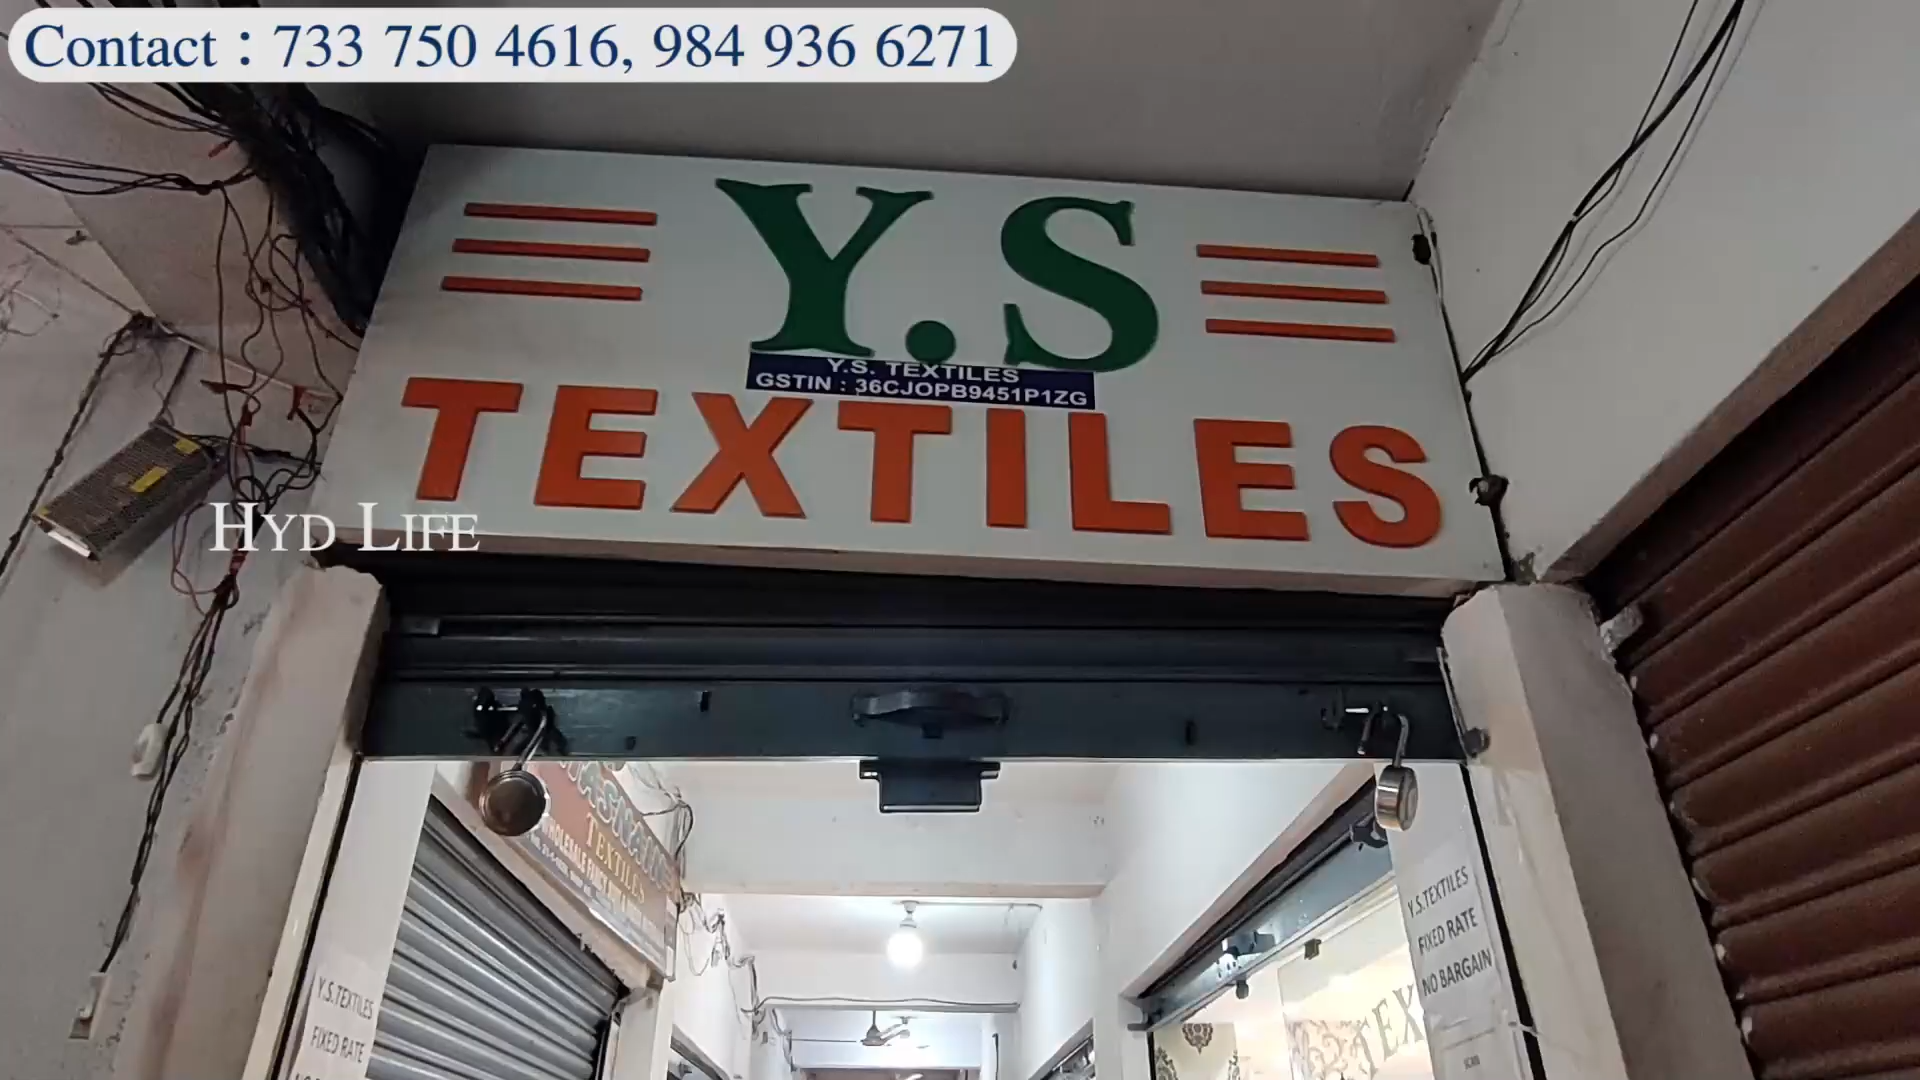 Contact : 733 750 4616, 984 936 6271
Y.S
Y.S. TEXTILES
GSTIN : 36CJOPB9451P1ZG
TEXTILES
HYD LIFE
TEXTILES
Y.S.TEXTILES
FIXED RATE
NO BARGAIN
Y.S.TEXTILES
FIXED RATE
TEX